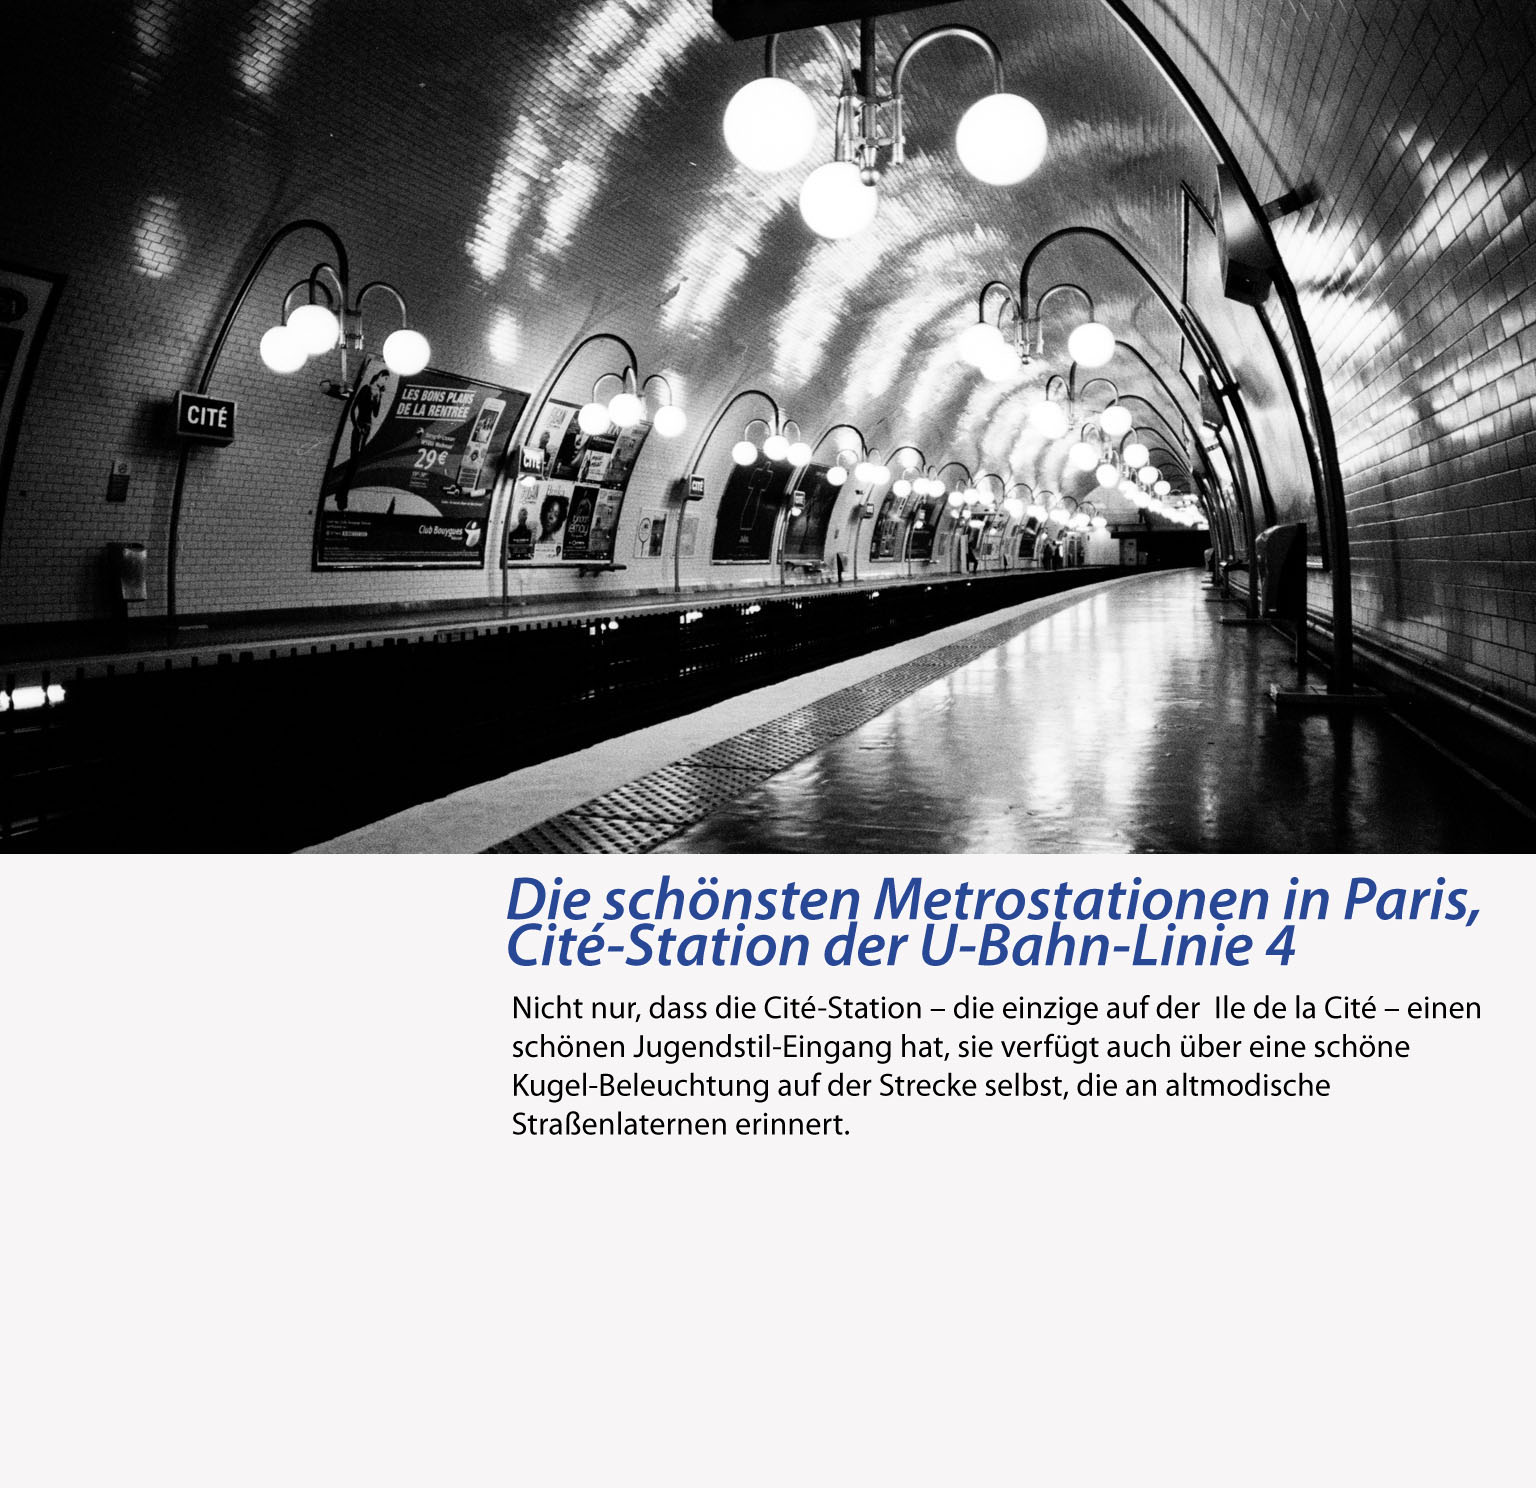 CITÉ
LES BONS PLANS
DE LA RENTRÉE
29€
Club Bouygues
CITÉ
CITÉ
Die schönsten Metrostationen in Paris,
Cité-Station der U-Bahn-Linie 4
Nicht nur, dass die Cité-Station – die einzige auf der  Ile de la Cité – einen
schönen Jugendstil-Eingang hat, sie verfügt auch über eine schöne
Kugel-Beleuchtung auf der Strecke selbst, die an altmodische
Straßenlaternen erinnert.